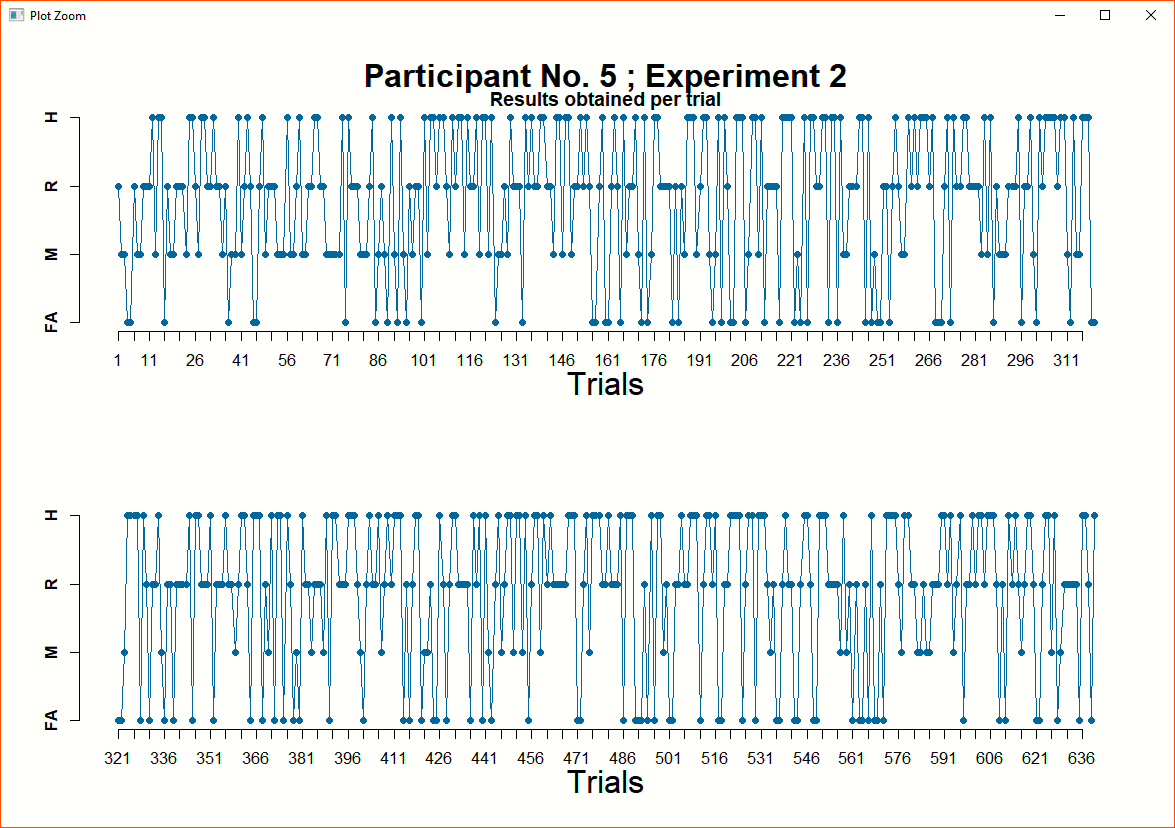 Plot Zoom
Participant No. 5 ; Experiment 2
Results obtained per trial
H
R
M
FA
1 11 26 41 56 71 86 101 116 131 146 161 176 191 206 221 236 251 266 281 296 311
Trials
H
R
M
FA
321 336 351 366 381 396 411 426 441 456 471 486 501 516 531 546 561 576 591 606 621 636
Trials